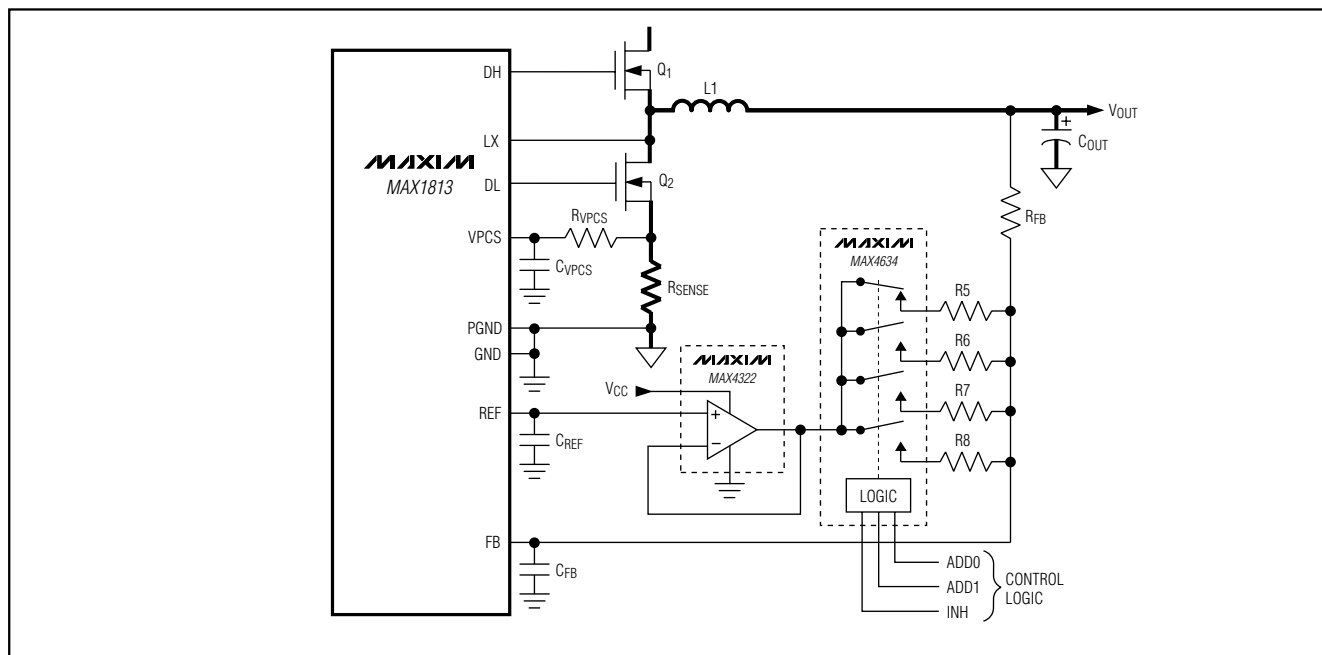 DH
Q1
L1
VOUT
+
COUT
LX
MAXIM
MAX1813
DL
Q2
RFB
RVPCS
VPCS
CVPCS
RSENSE
MAXIM
MAX4634
R5
R6
R7
R8
PGND
GND
MAXIM
MAX4322
VCC
REF
+
−
CREF
LOGIC
FB
CFB
ADD0
ADD1
INH
CONTROL
LOGIC